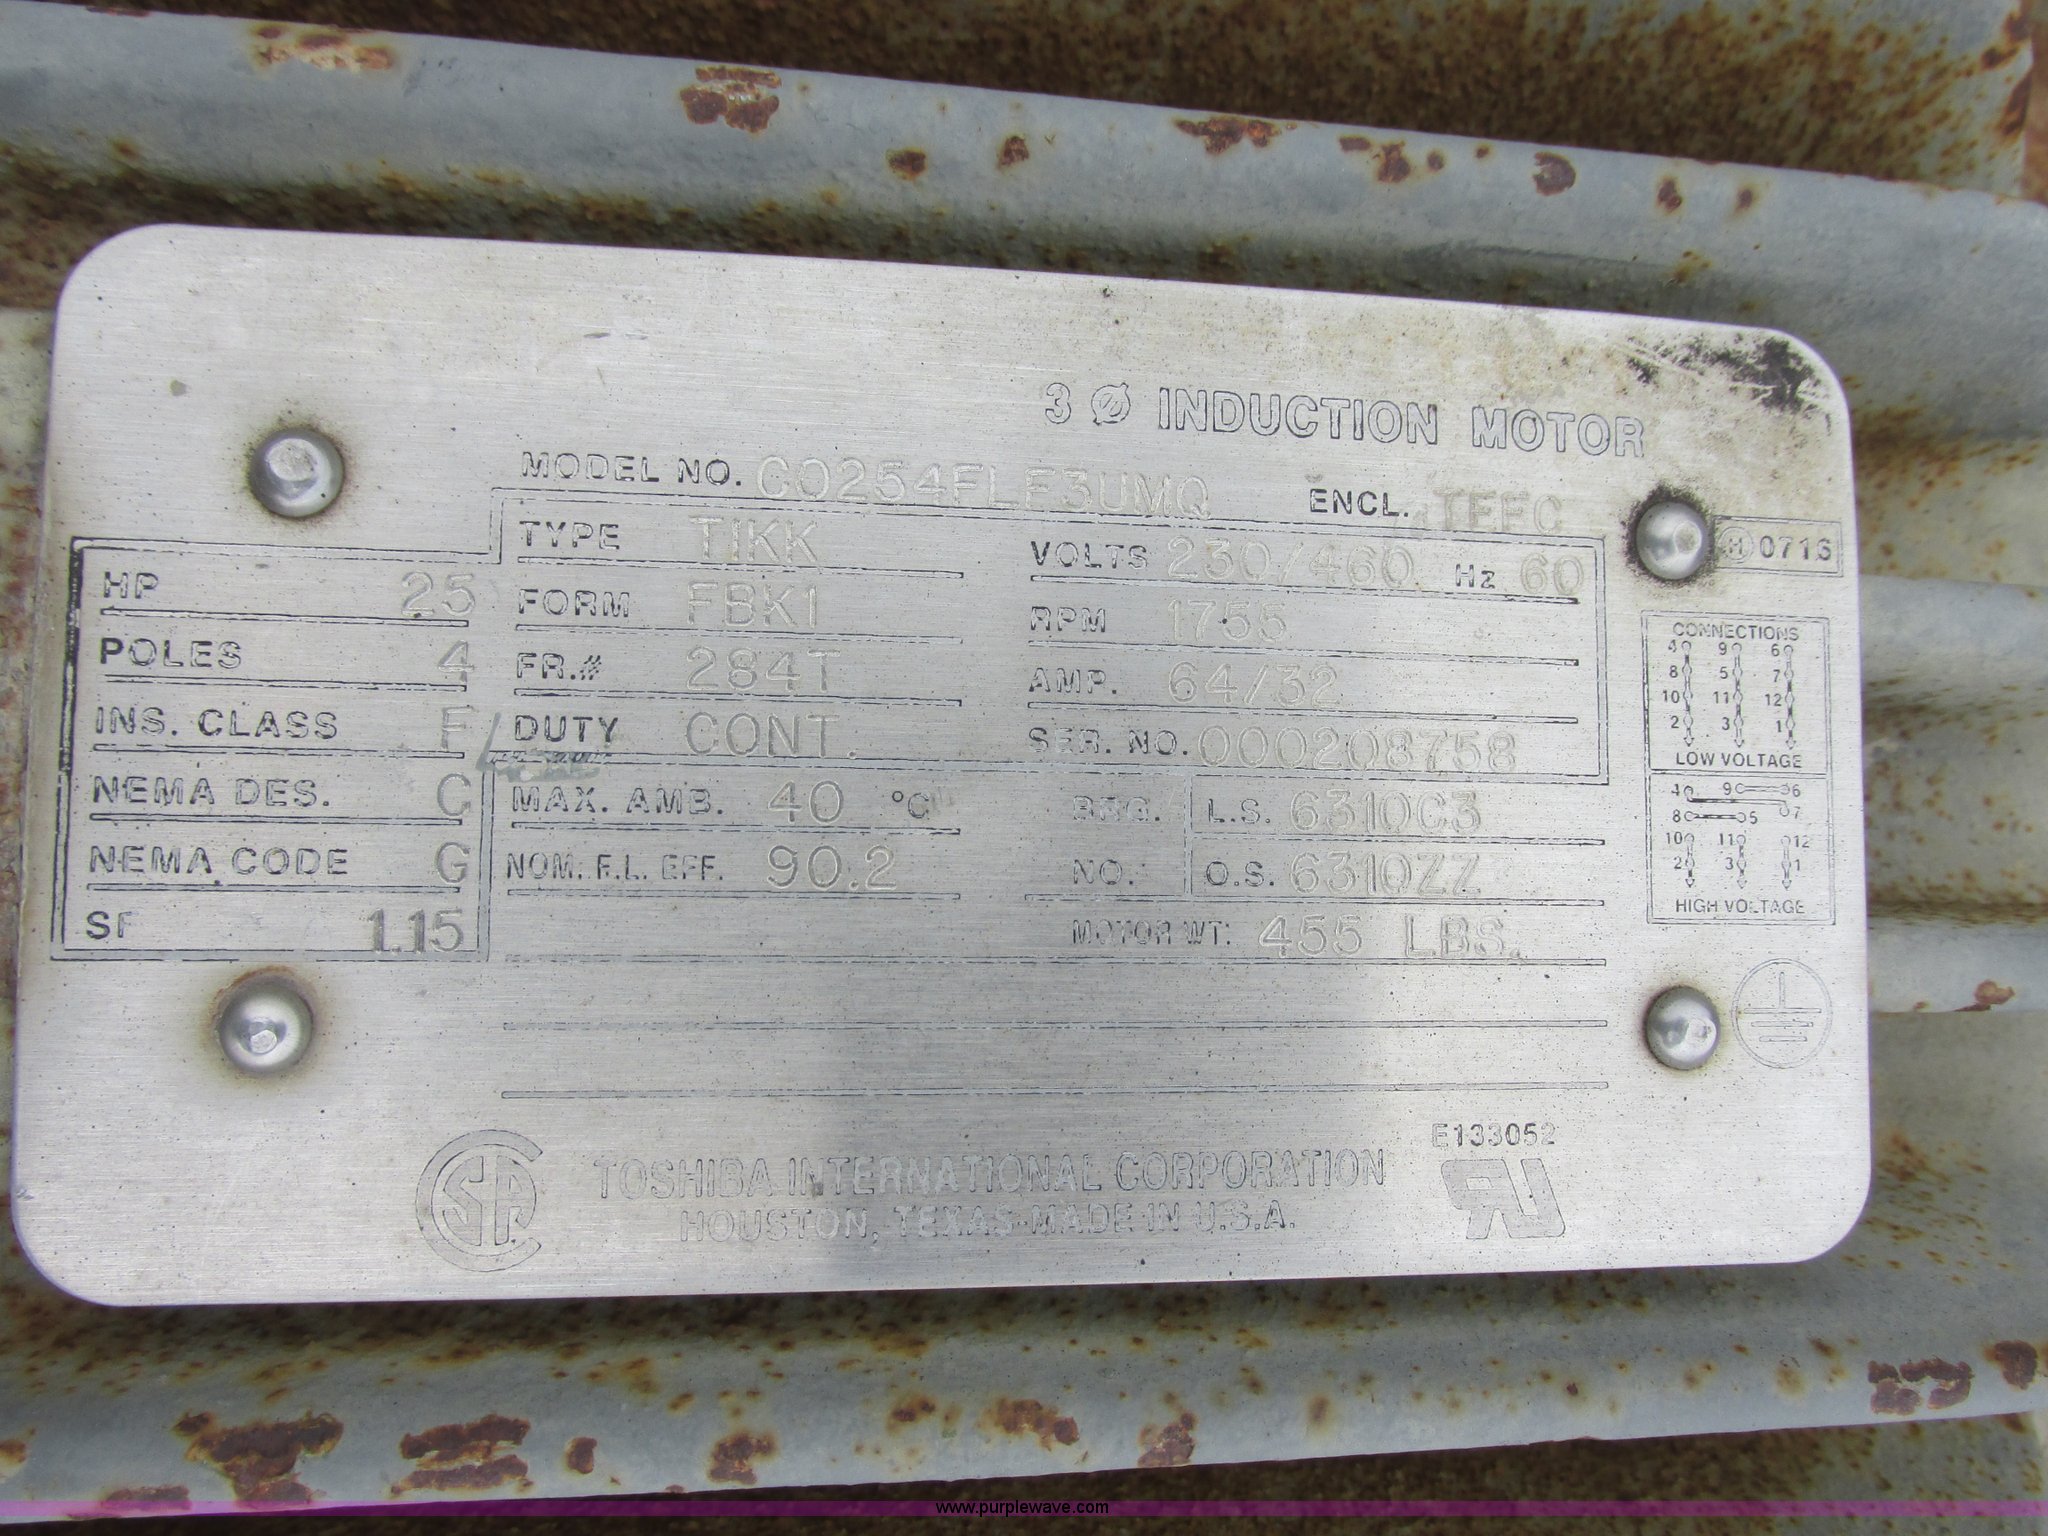 3 Ø INDUCTION MOTOR
MODEL NO. CO254FLF3UMQ ENCL. TEFC
TYPE TIKK VOLTS 230/460 Hz 60
H 0716
HP 25 FORM FBK1 RPM 1755
POLES 4 FR.# 284T AMP. 64/32
INS. CLASS F DUTY CONT. SER. NO. 000208758
NEMA DES. C MAX. AMB. 40 °C BRG. L.S. 6310C3
NEMA CODE G NOM. F.L. EFF. 90.2 NO. O.S. 6310ZZ
SF 1.15 MOTOR WT: 455 LBS.
CONNECTIONS
4 9 6
8 5 7
10 11 12
2 3 1
LOW VOLTAGE
4 9 6
7
8 5
10 11 12
2 3 1
HIGH VOLTAGE
E133052
CSA TOSHIBA INTERNATIONAL CORPORATION
HOUSTON, TEXAS-MADE IN U.S.A.
www.purplewave.com